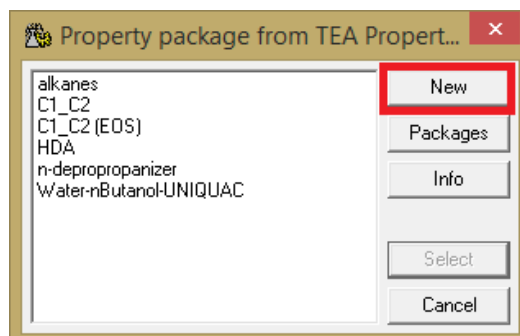 Property package from TEA Propert...
alkanes
C1_C2
C1_C2 (EOS)
HDA
n-depropropanizer
Water-nButanol-UNIQUAC
New
Packages
Info
Select
Cancel